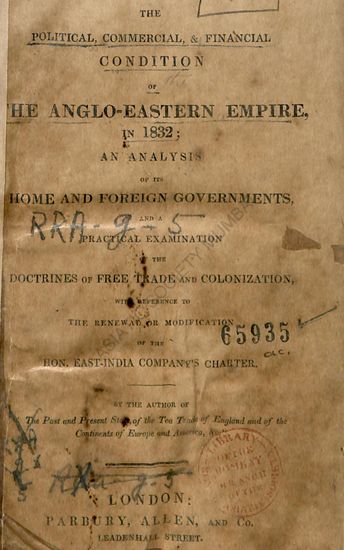 THE
POLITICAL, COMMERCIAL, & FINANCIAL
CONDITION
OF
THE ANGLO-EASTERN EMPIRE,
IN 1832;
AN ANALYSIS
OF ITS
HOME AND FOREIGN GOVERNMENTS,
AND A
RRA-g-5
PRACTICAL EXAMINATION
OF THE
DOCTRINES OF FREE TRADE AND COLONIZATION,
WITH REFERENCE TO
THE RENEWAL OR MODIFICATION
65935
OF THE
HON. EAST-INDIA COMPANY'S CHARTER.
BY THE AUTHOR OF
The Past and Present State of the Tea Trade of England and of the
Continents of Europe and America,
LIBRARY
BOMBAY
LONDON:
PARBURY, ALLEN, AND CO.
LEADENHALL STREET.